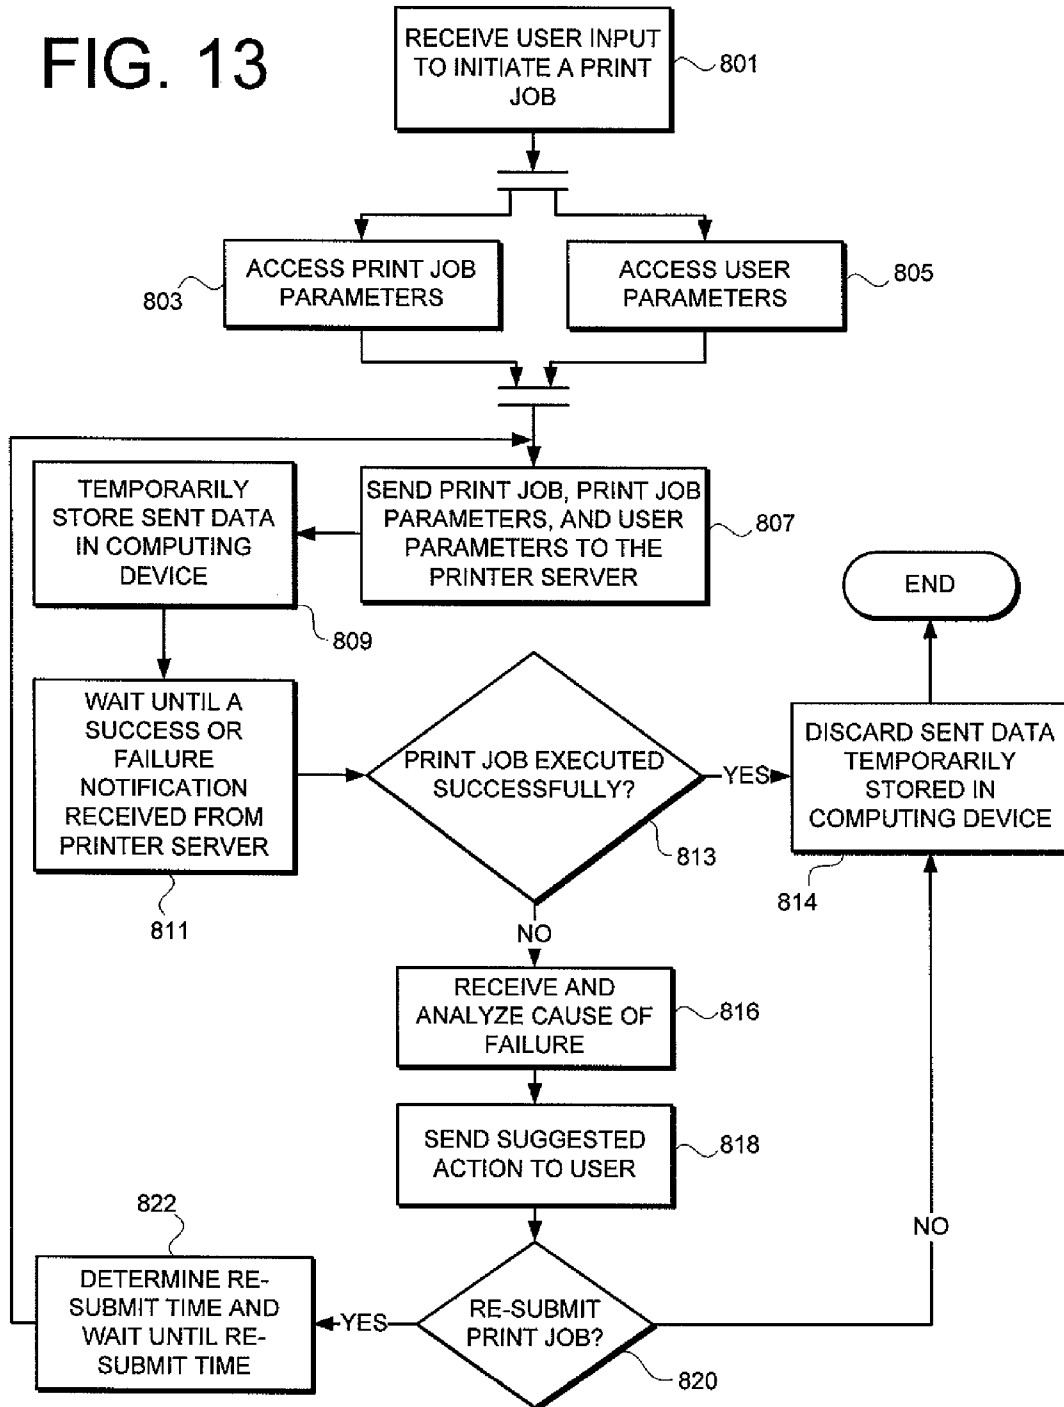 FIG. 13
RECEIVE USER INPUT
TO INITIATE A PRINT
JOB
801
ACCESS PRINT JOB
PARAMETERS
803
ACCESS USER
PARAMETERS
805
SEND PRINT JOB, PRINT JOB
PARAMETERS, AND USER
PARAMETERS TO THE
PRINTER SERVER
807
TEMPORARILY
STORE SENT DATA
IN COMPUTING
DEVICE
809
END
WAIT UNTIL A
SUCCESS OR
FAILURE
NOTIFICATION
RECEIVED FROM
PRINTER SERVER
811
PRINT JOB EXECUTED
SUCCESSFULLY?
813
YES
DISCARD SENT DATA
TEMPORARILY
STORED IN
COMPUTING DEVICE
814
NO
RECEIVE AND
ANALYZE CAUSE OF
FAILURE
816
SEND SUGGESTED
ACTION TO USER
818
RE-SUBMIT
PRINT JOB?
820
NO
YES
822
DETERMINE RE-
SUBMIT TIME AND
WAIT UNTIL RE-
SUBMIT TIME